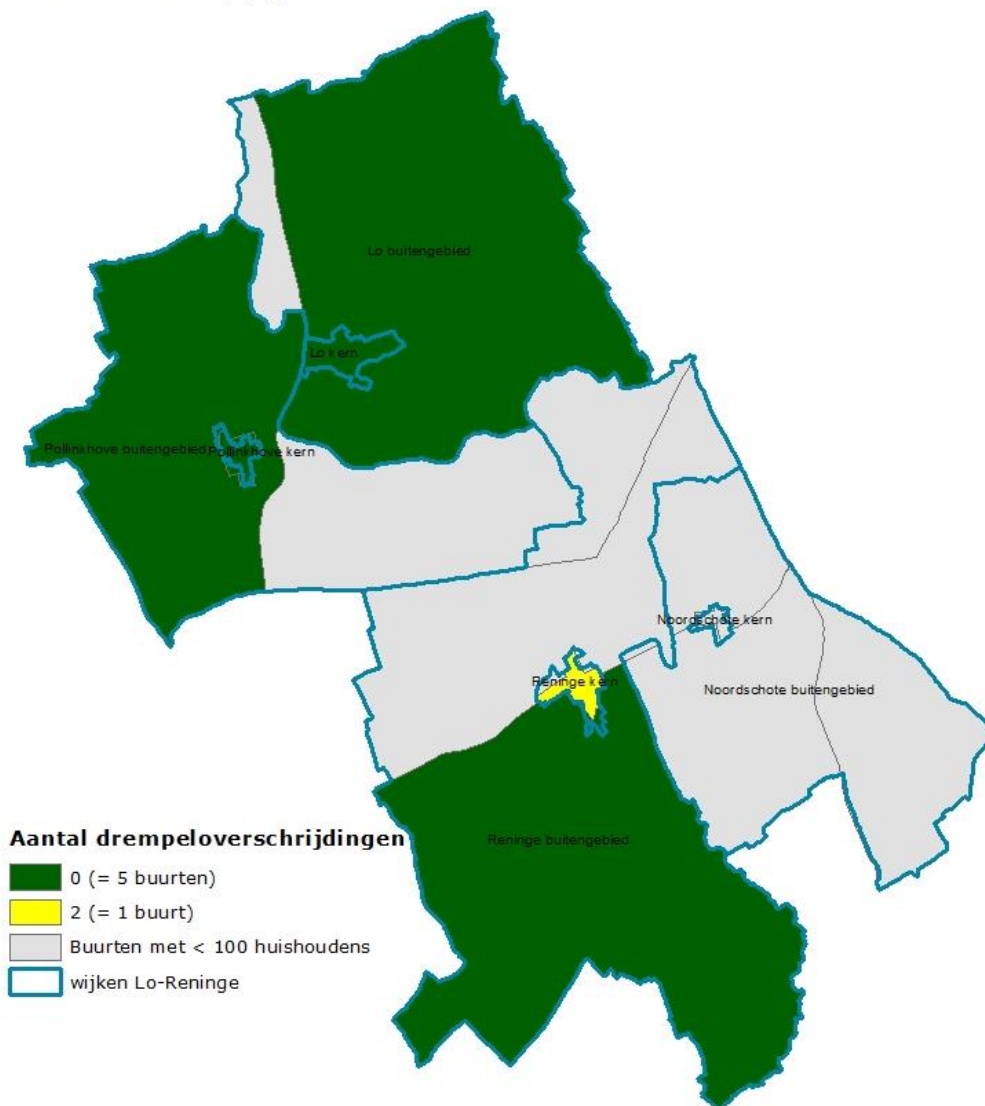 Lo buitengebied
Lo kern
Pollinkhove buitengebied
Pollinkhove kern
Noordschote kern
Reninge kern
Noordschote buitengebied
Reninge buitengebied
Aantal drempeloverschrijdingen
0 (= 5 buurten)
2 (= 1 buurt)
Buurten met < 100 huishoudens
wijken Lo-Reninge